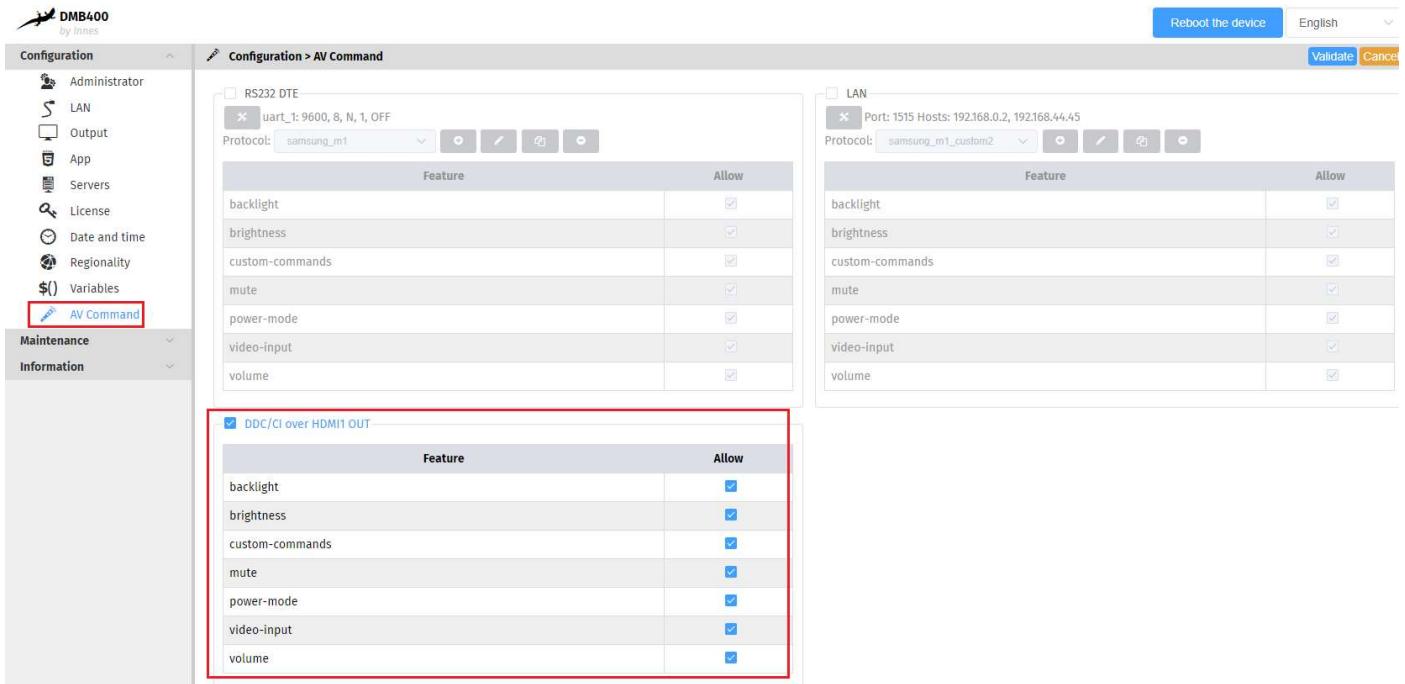 DMB400
by Innes
Reboot the device
English
Configuration
Configuration > AV Command
Validate
Cancel
Administrator
LAN
Output
App
Servers
License
Date and time
Regionality
$() Variables
AV Command
Maintenance
Information
RS232 DTE
uart_1: 9600, 8, N, 1, OFF
Protocol: samsung_m1
Feature Allow
backlight
brightness
custom-commands
mute
power-mode
video-input
volume
LAN
Port: 1515 Hosts: 192.168.0.2, 192.168.44.45
Protocol: samsung_m1_custom2
Feature Allow
backlight
brightness
custom-commands
mute
power-mode
video-input
volume
DDC/CI over HDMI1 OUT
Feature Allow
backlight
brightness
custom-commands
mute
power-mode
video-input
volume